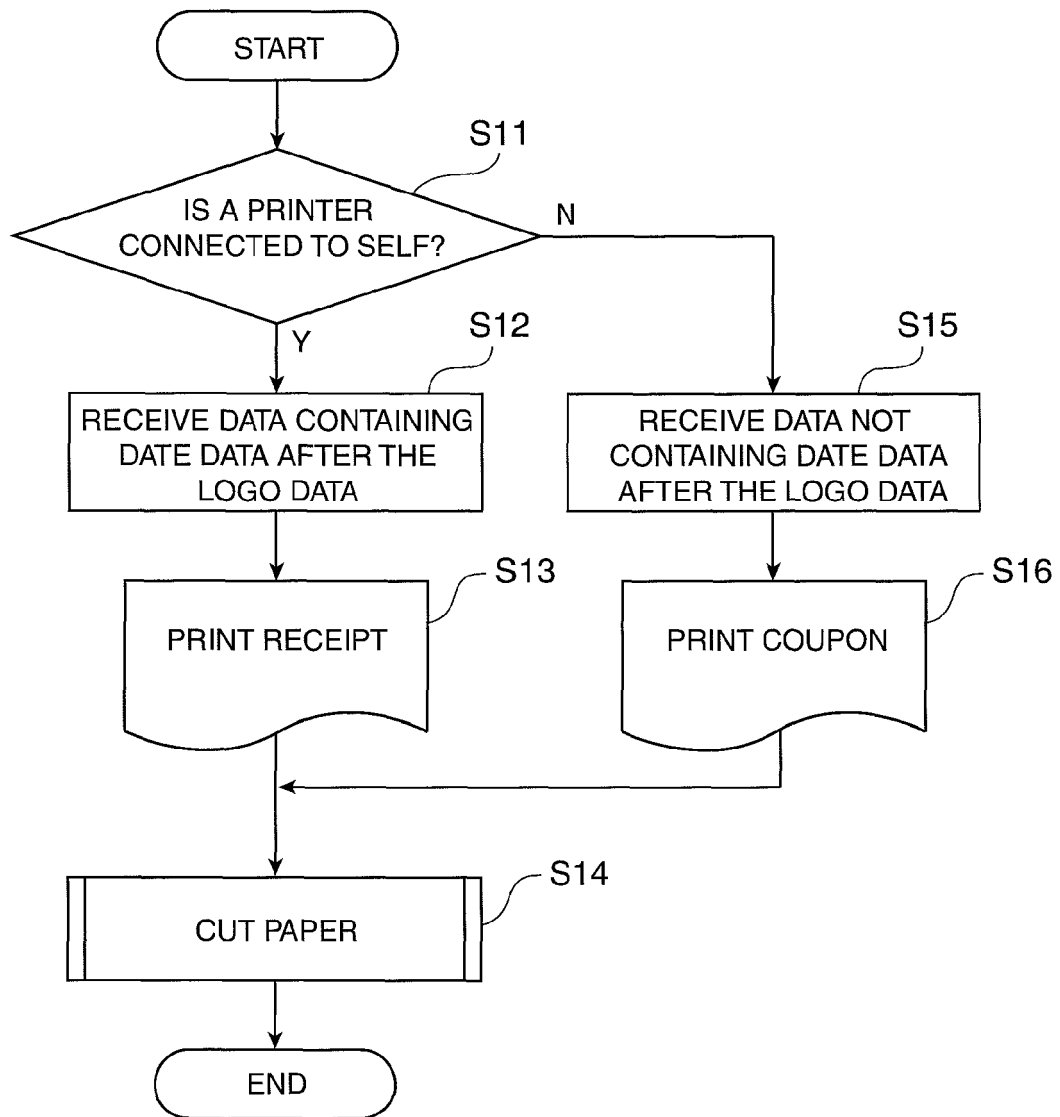 START
S11
IS A PRINTER
CONNECTED TO SELF?
N
Y
S12
RECEIVE DATA CONTAINING
DATE DATA AFTER THE
LOGO DATA
S15
RECEIVE DATA NOT
CONTAINING DATE DATA
AFTER THE LOGO DATA
S13
PRINT RECEIPT
S16
PRINT COUPON
S14
CUT PAPER
END